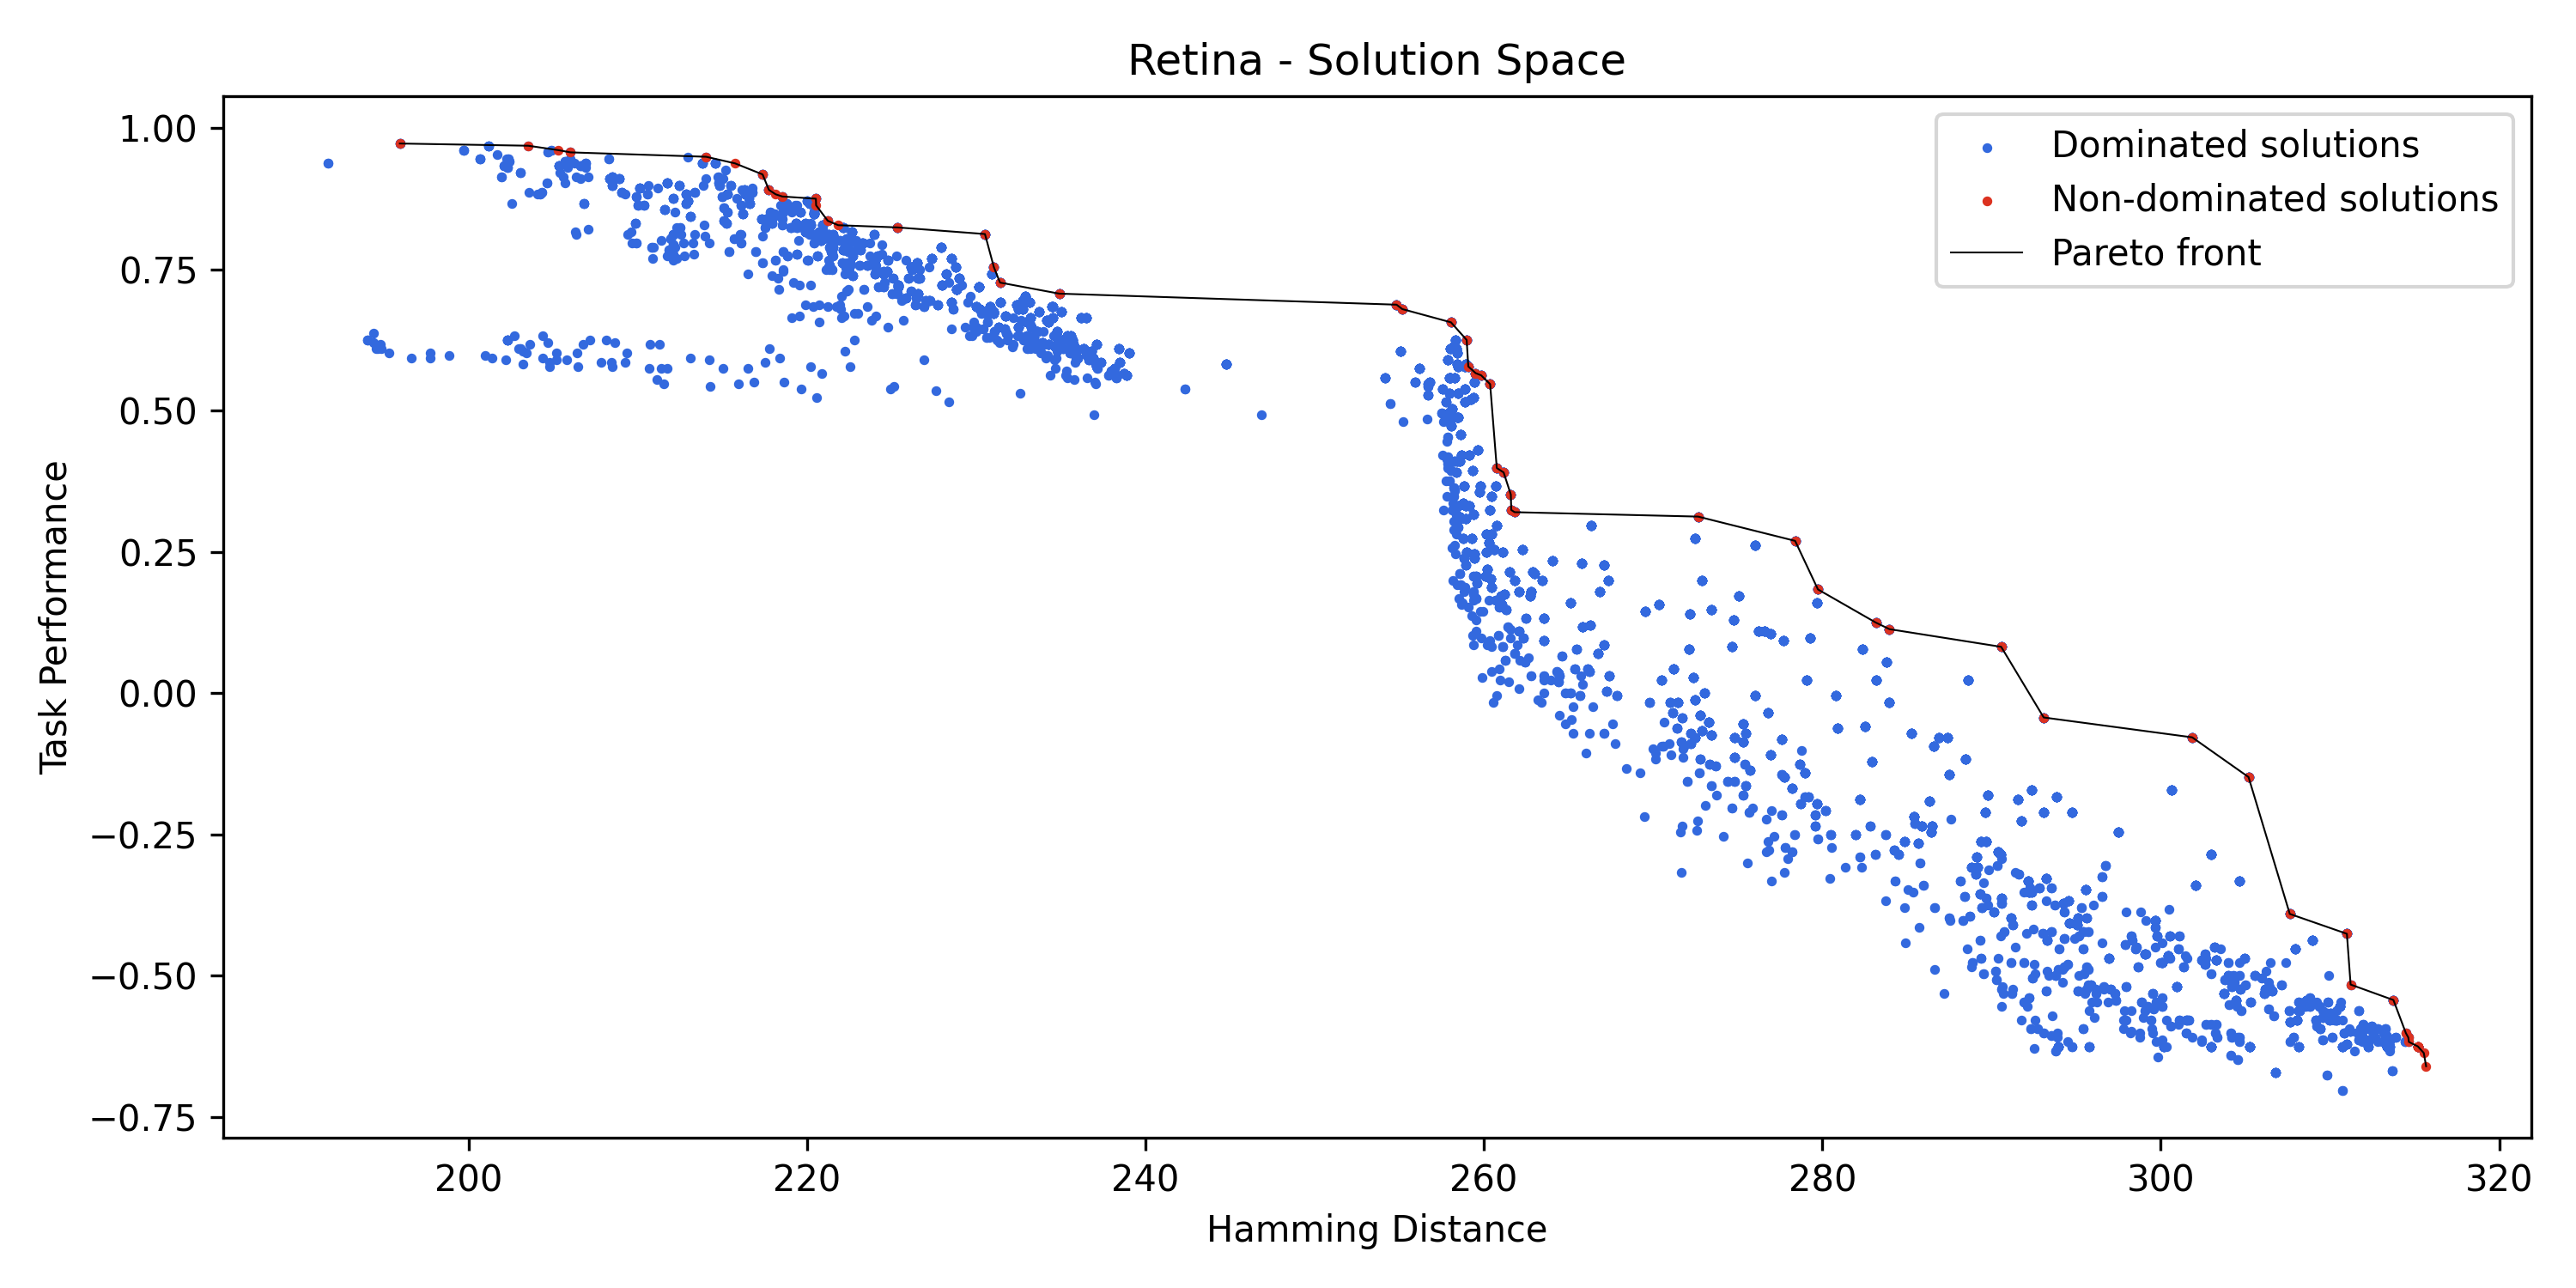 Retina - Solution Space
Dominated solutions
Non-dominated solutions
Pareto front
1.00
0.75
0.50
0.25
0.00
−0.25
−0.50
−0.75
Task Performance
200 220 240 260 280 300 320
Hamming Distance